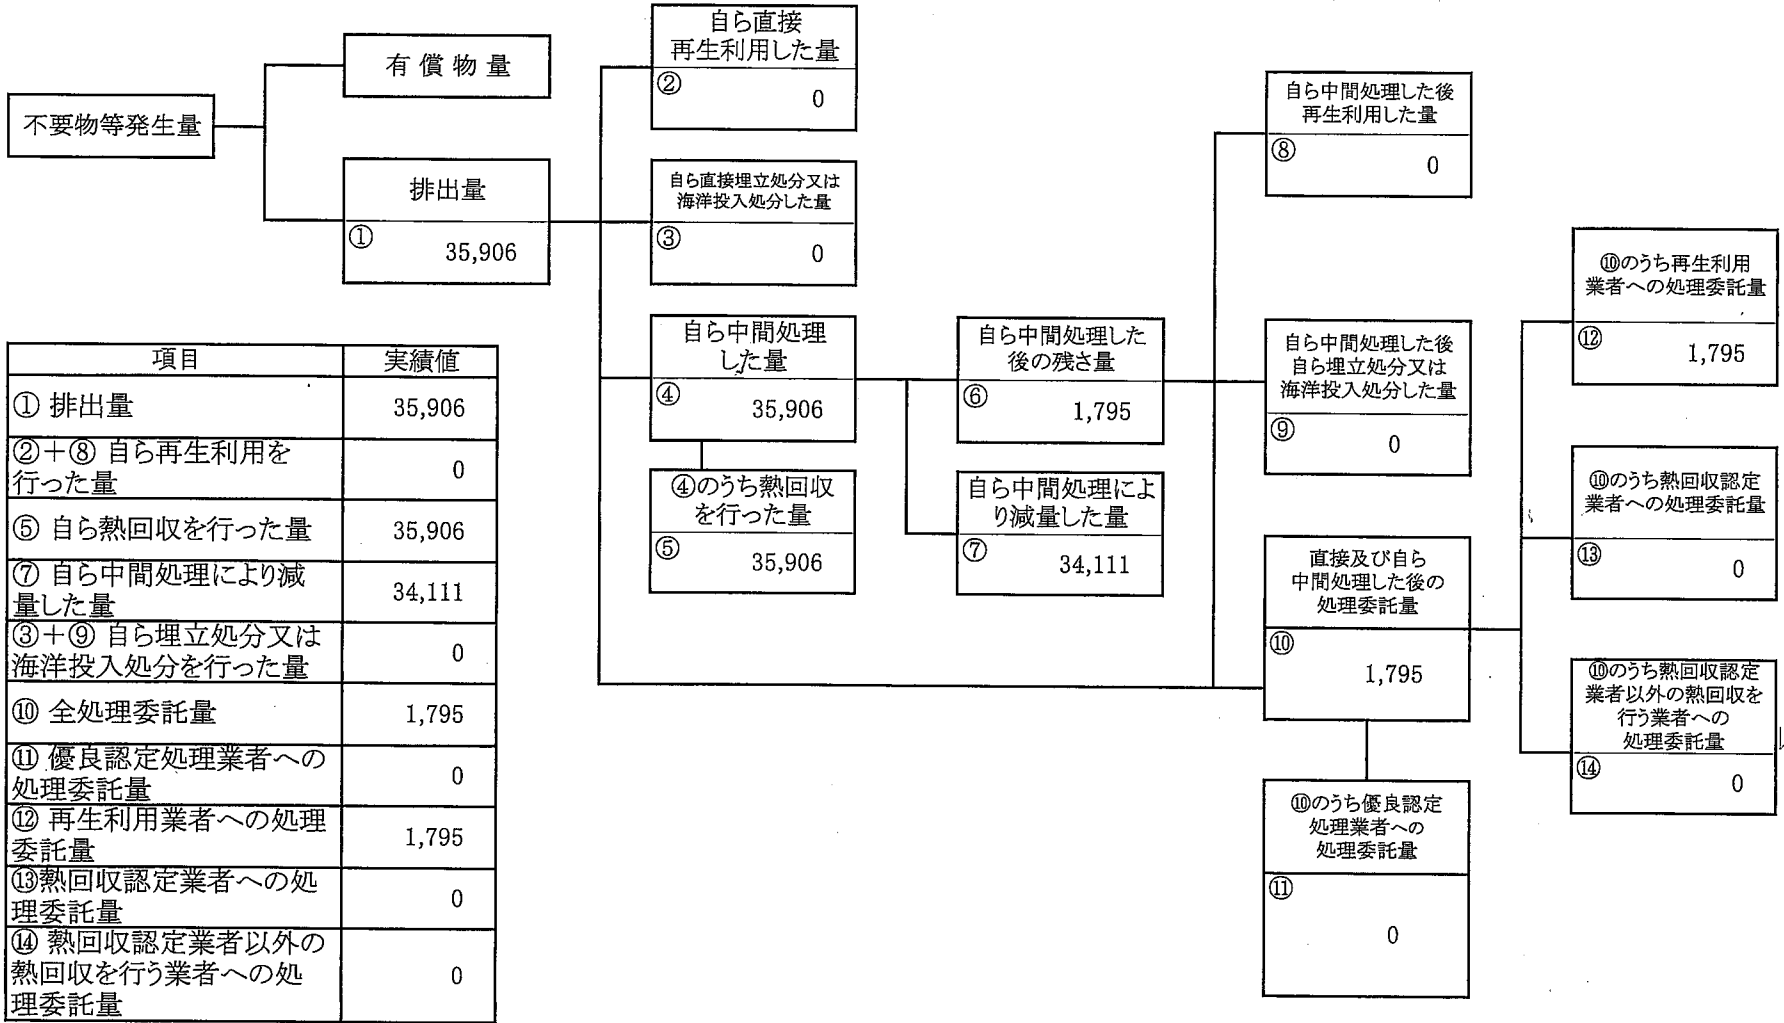 不要物等発生量
有償物量
排出量
①
35,906
自ら直接
再生利用した量
②
0
自ら直接埋立処分又は
海洋投入処分した量
③
0
自ら中間処理
した量
④
35,906
④のうち熱回収
を行った量
⑤
35,906
自ら中間処理した
後の残さ量
⑥
1,795
自ら中間処理によ
り減量した量
⑦
34,111
自ら中間処理した後
再生利用した量
⑧
0
自ら中間処理した後
自ら埋立処分又は
海洋投入処分した量
⑨
0
直接及び自ら
中間処理した後の
処理委託量
⑩
1,795
⑩のうち優良認定
処理業者への
処理委託量
⑪
0
⑩のうち再生利用
業者への処理委託量
⑫
1,795
⑩のうち熱回収認定
業者への処理委託量
⑬
0
⑩のうち熱回収認定
業者以外の熱回収を
行う業者への
処理委託量
⑭
0
項目 実績値
① 排出量 35,906
②＋⑧ 自ら再生利用を
行った量 0
⑤ 自ら熱回収を行った量 35,906
⑦ 自ら中間処理により減
量した量 34,111
③＋⑨ 自ら埋立処分又は
海洋投入処分を行った量 0
⑩ 全処理委託量 1,795
⑪ 優良認定処理業者への
処理委託量 0
⑫ 再生利用業者への処理
委託量 1,795
⑬熱回収認定業者への処
理委託量 0
⑭ 熱回収認定業者以外の
熱回収を行う業者への処
理委託量 0